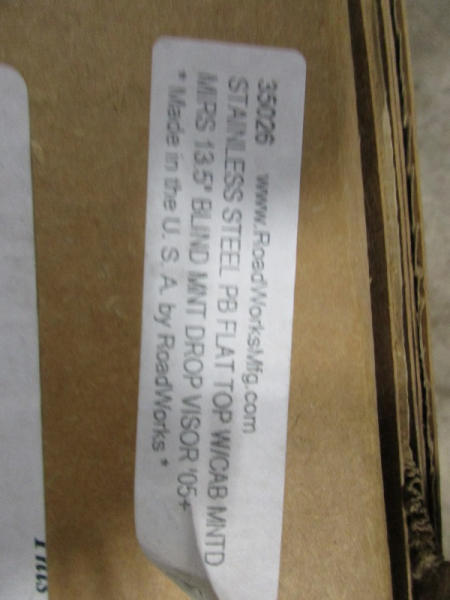 35026 www.RoadWorksMfg.com
STAINLESS STEEL PB FLAT TOP W/CAB MNTD
MIRS 13.5" BLIND MNT DROP VISOR '05+
* Made in the U. S. A. by RoadWorks *